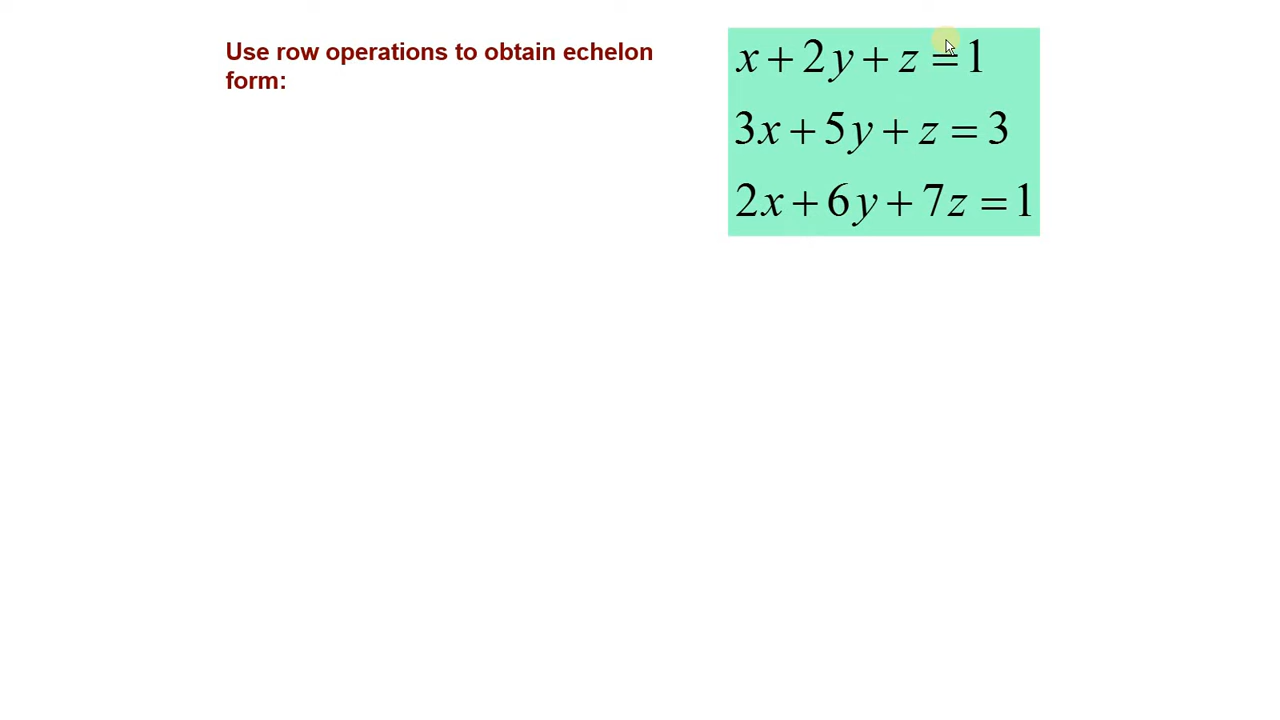 Use row operations to obtain echelon
form:
x + 2y + z = 1
3x + 5y + z = 3
2x + 6y + 7z = 1